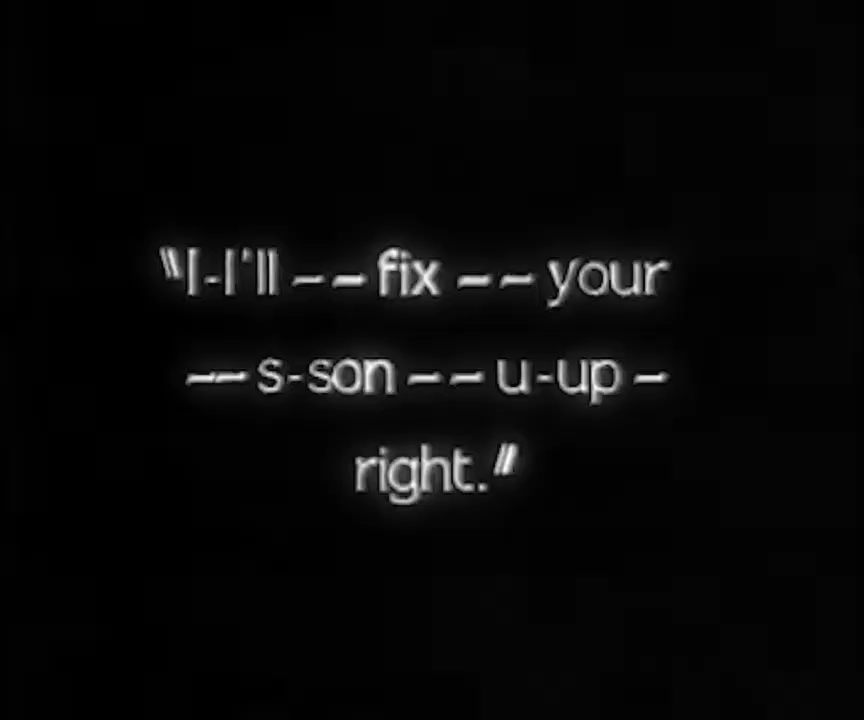 "I-I'll -- fix -- your
-- s-son -- u-up -
right."